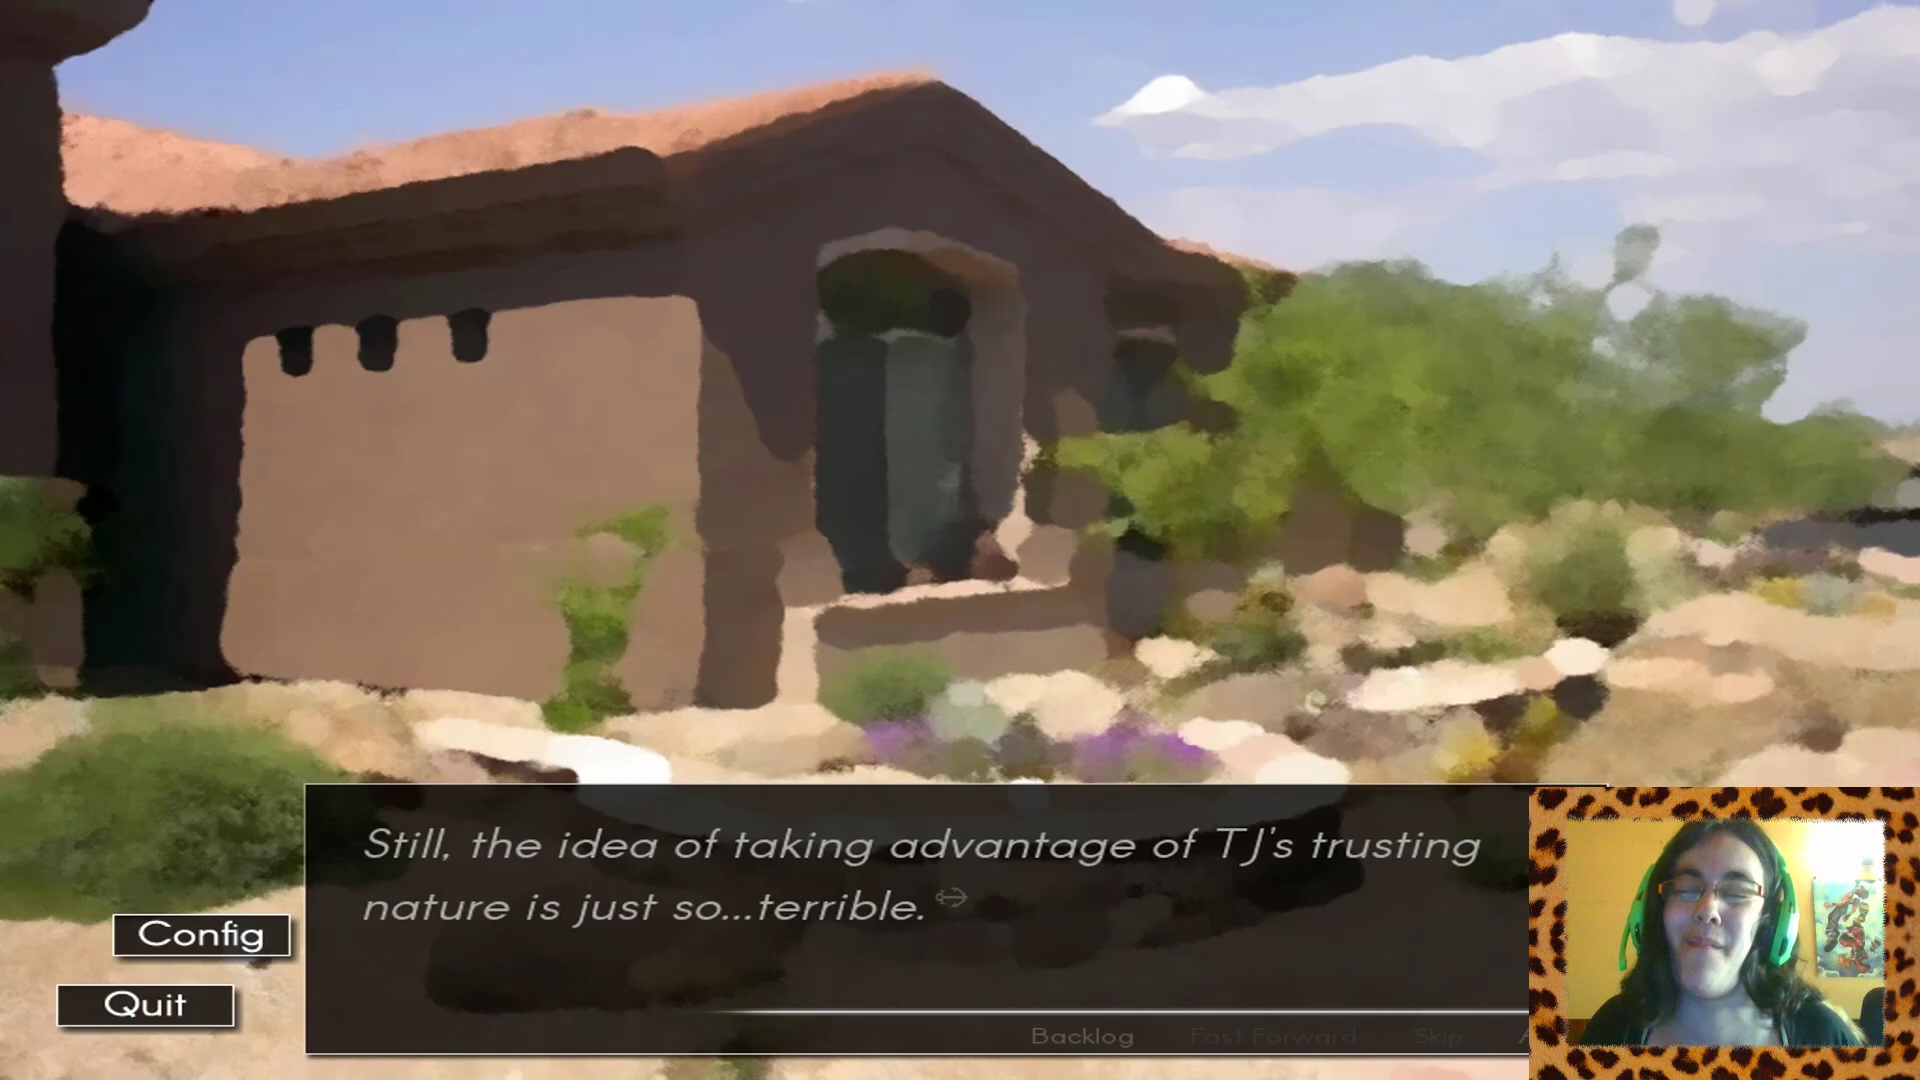 Still, the idea of taking advantage of TJ's trusting
nature is just so...terrible.
Config
Quit
Backlog
Fast Forward
Skip